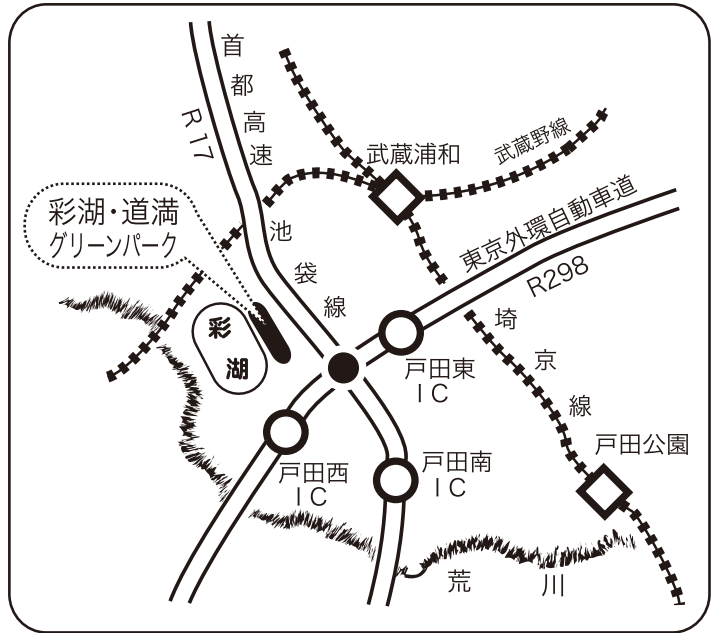 首都高速池袋線
R17
武蔵浦和
武蔵野線
彩湖・道満
グリーンパーク
東京外環自動車道
R298
彩湖
埼京線
戸田東
IC
戸田公園
戸田西
IC
戸田南
IC
荒川